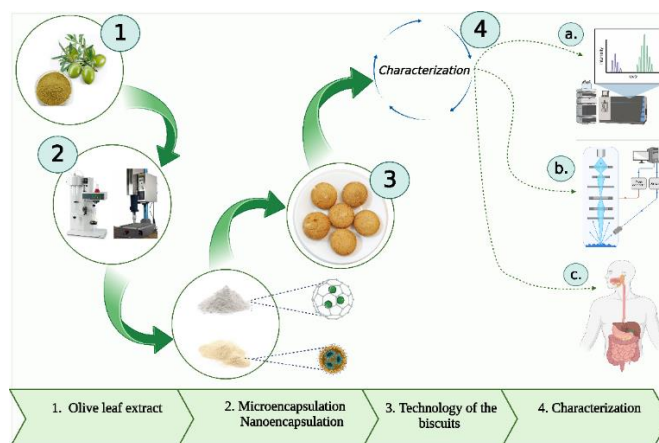 1
4
a.
Characterization
2
3
b.
c.
1. Olive leaf extract
2. Microencapsulation
Nanoencapsulation
3. Technology of the
biscuits
4. Characterization